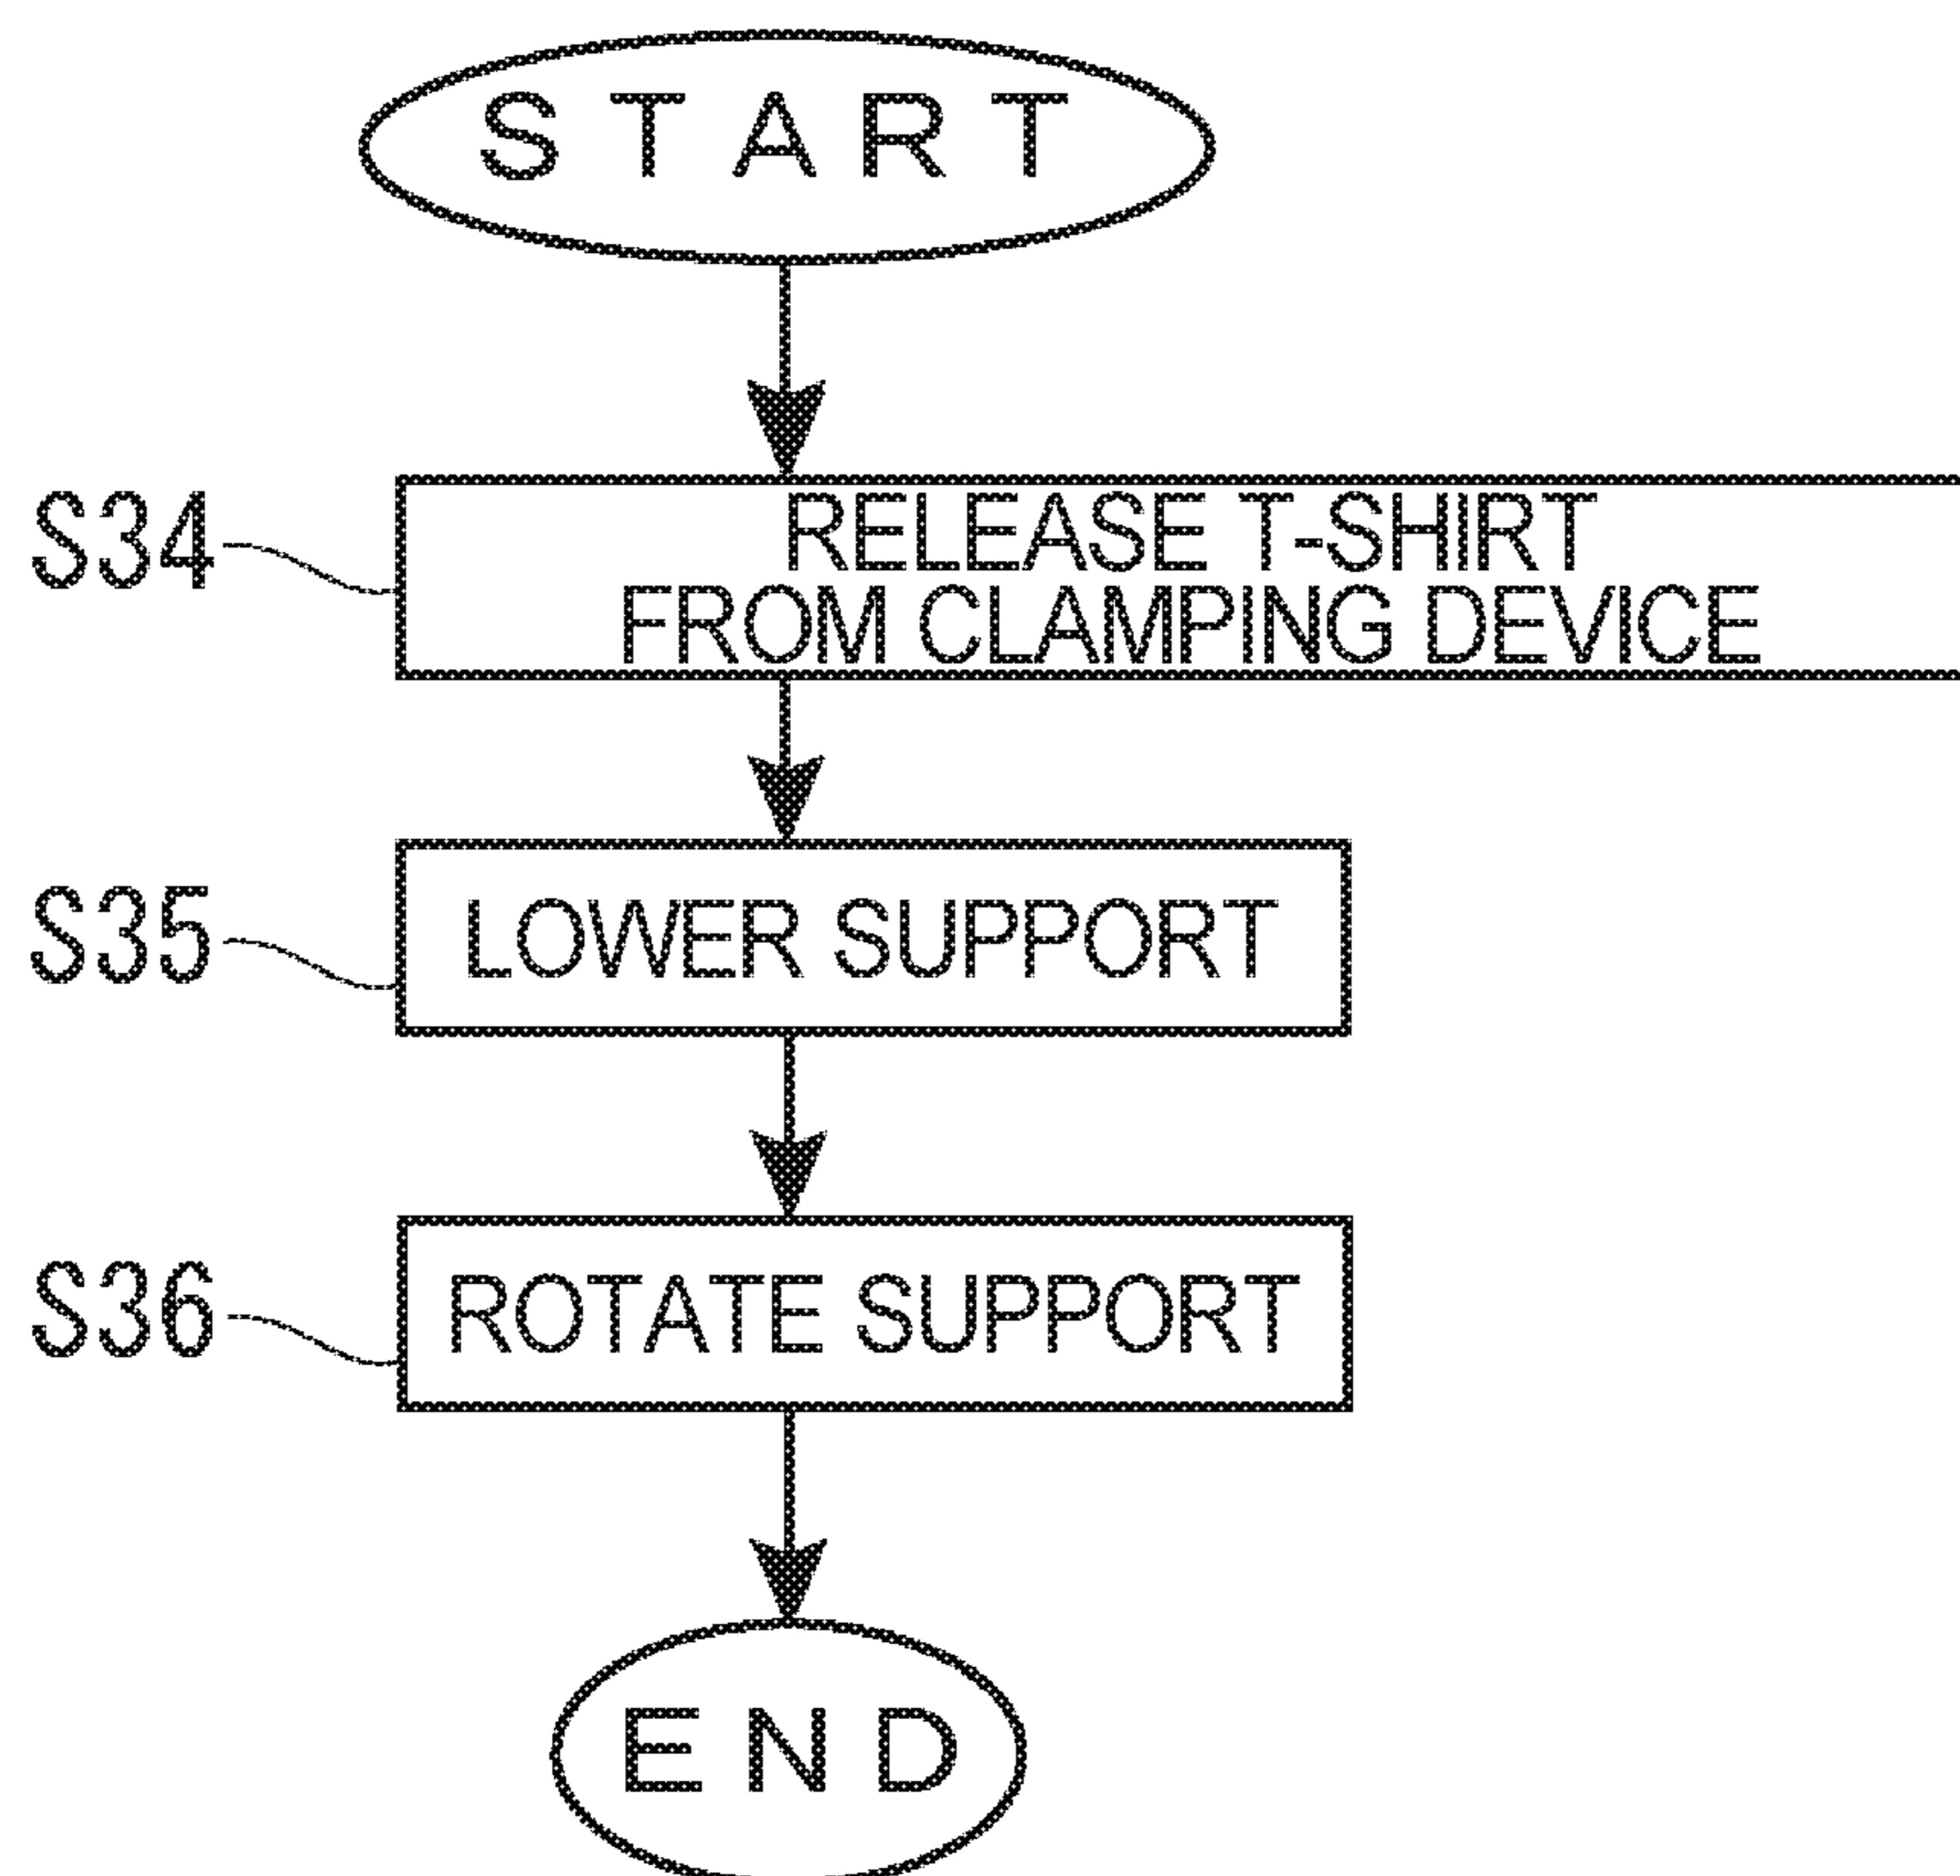 START
S34
RELEASE T-SHIRT
FROM CLAMPING DEVICE
S35
LOWER SUPPORT
S36
ROTATE SUPPORT
END